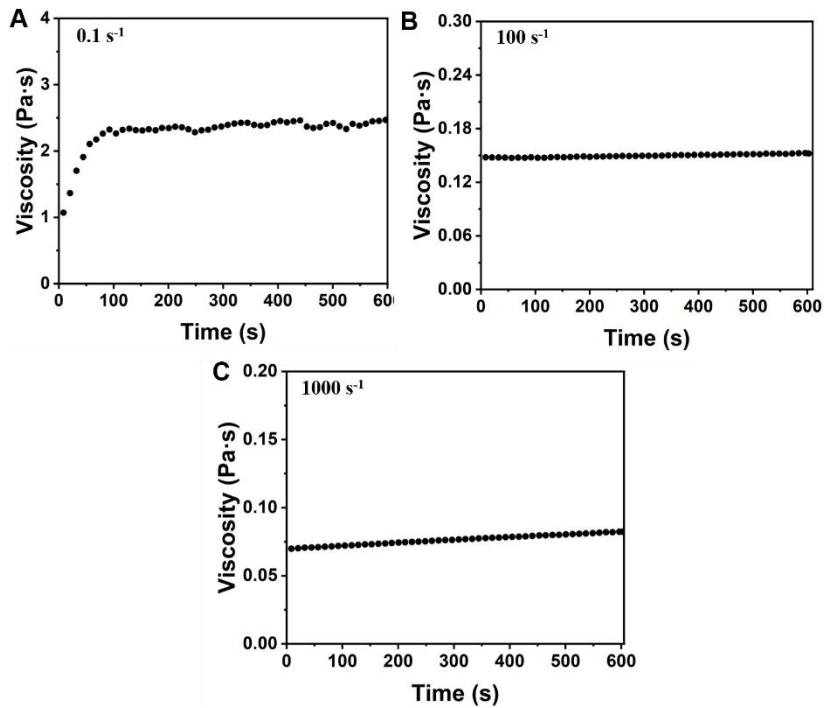 A
0.1 s⁻¹
4
3
2
1
0
Viscosity (Pa·s)
0 100 200 300 400 500 600
Time (s)
B
100 s⁻¹
0.30
0.24
0.18
0.12
0.06
0.00
Viscosity (Pa·s)
0 100 200 300 400 500 600
Time (s)
C
1000 s⁻¹
0.20
0.15
0.10
0.05
0.00
Viscosity (Pa·s)
0 100 200 300 400 500 600
Time (s)